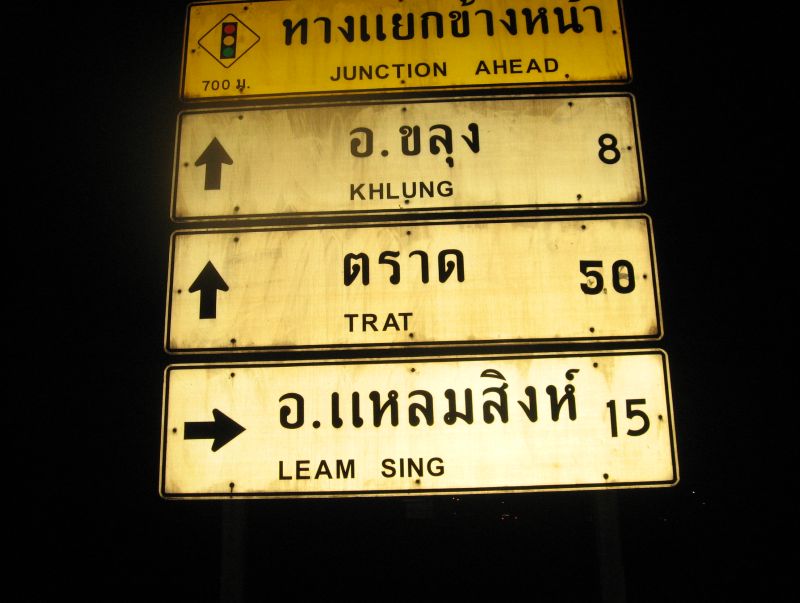 ทางแยกข้างหน้า
700 ม.
JUNCTION AHEAD
อ.ขลุง 8
KHLUNG
ตราด 50
TRAT
อ.แหลมสิงห์ 15
LEAM SING